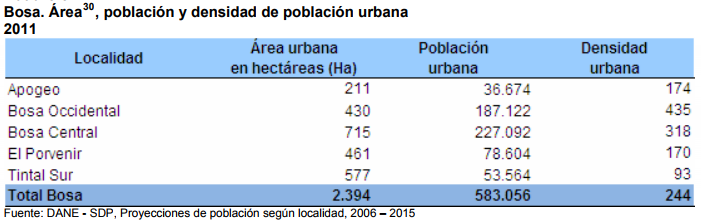 Bosa. Área30, población y densidad de población urbana
2011
Localidad Área urbana en hectáreas (Ha) Población urbana Densidad urbana
Apogeo 211 36.674 174
Bosa Occidental 430 187.122 435
Bosa Central 715 227.092 318
El Porvenir 461 78.604 170
Tintal Sur 577 53.564 93
Total Bosa 2.394 583.056 244
Fuente: DANE - SDP, Proyecciones de población según localidad, 2006 – 2015